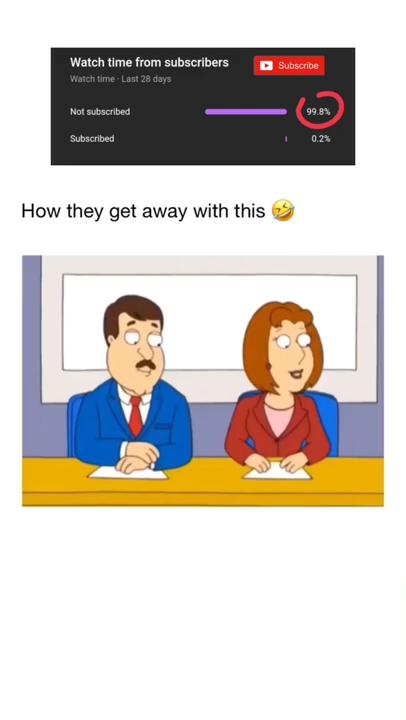 Watch time from subscribers
Subscribe
Watch time · Last 28 days
Not subscribed 99.8%
Subscribed 0.2%
How they get away with this 🤣